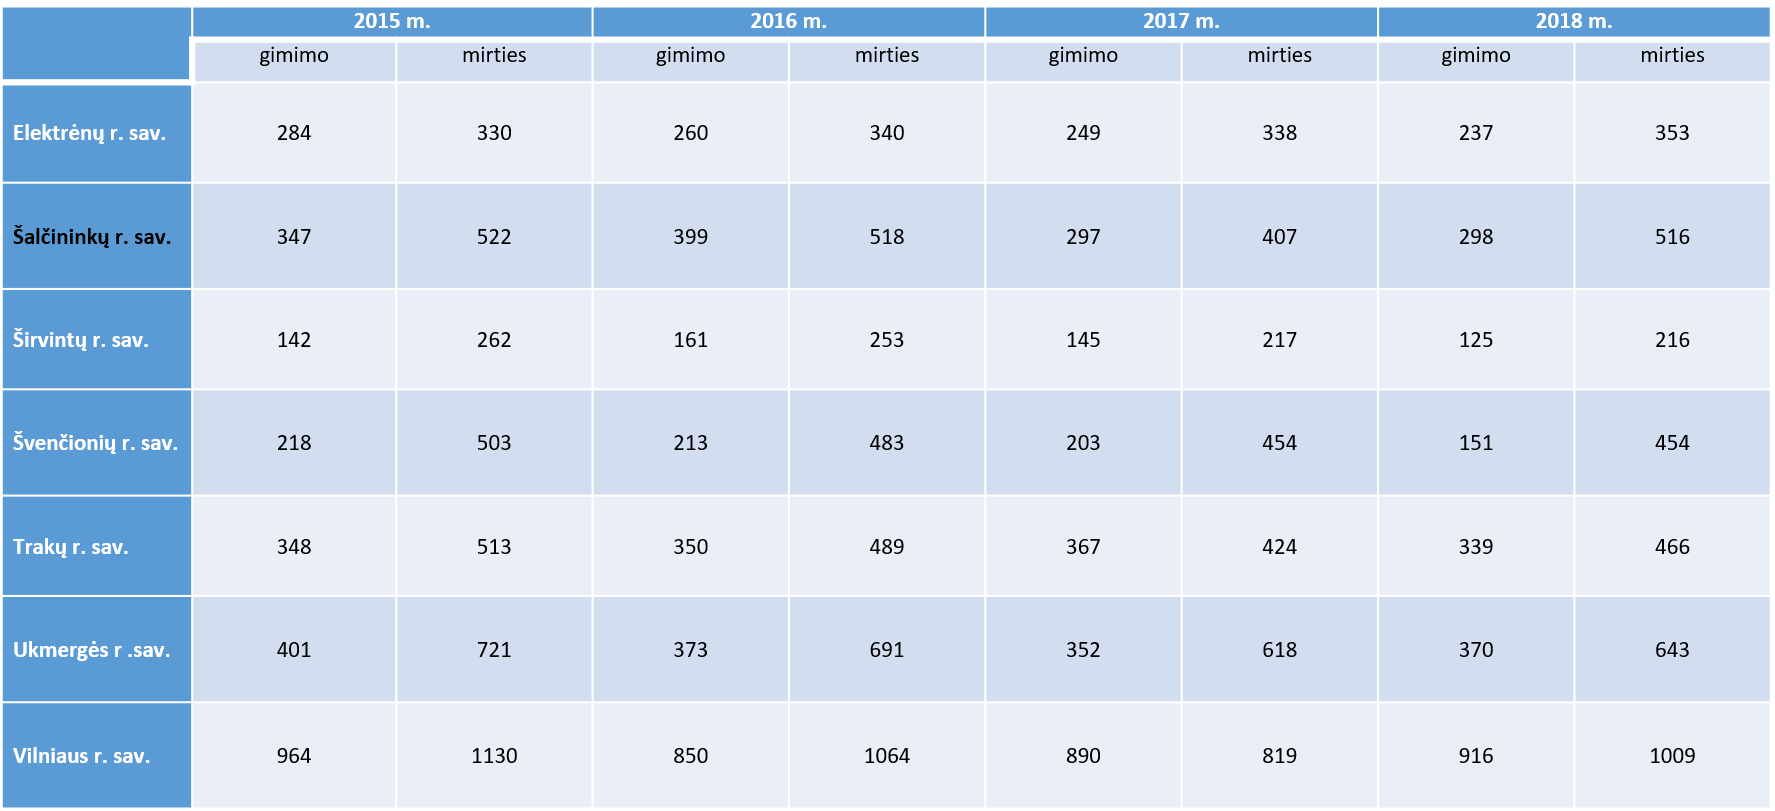 2015 m. 2016 m. 2017 m. 2018 m.
gimimo mirties gimimo mirties gimimo mirties gimimo mirties
Elektrėnų r. sav. 284 330 260 340 249 338 237 353
Šalčininkų r. sav. 347 522 399 518 297 407 298 516
Širvintų r. sav. 142 262 161 253 145 217 125 216
Švenčionių r. sav. 218 503 213 483 203 454 151 454
Trakų r. sav. 348 513 350 489 367 424 339 466
Ukmergės r .sav. 401 721 373 691 352 618 370 643
Vilniaus r. sav. 964 1130 850 1064 890 819 916 1009